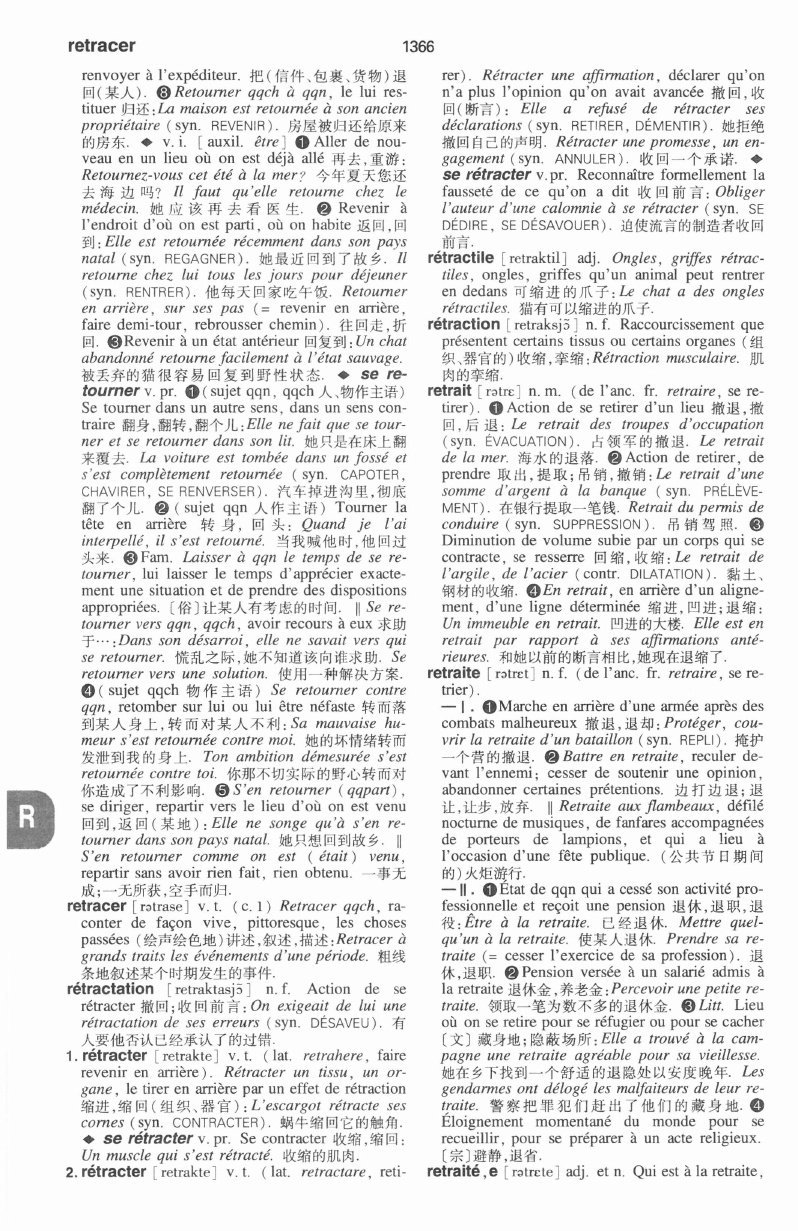 retracer
1366
renvoyer à l'expéditeur. 把(信件、包裹、货物)退
回(某人). ❽Retourner qqch à qqn, le lui res-
tituer 归还:La maison est retournée à son ancien
propriétaire (syn. REVENIR). 房屋被归还给原来
的房东. ◆ v. i. [auxil. être] ❶ Aller de nou-
veau en un lieu où on est déjà allé 再去,重游:
Retournez-vous cet été à la mer? 今年夏天您还
去海边吗? Il faut qu'elle retourne chez le
médecin. 她应该再去看医生. ❷ Revenir à
l'endroit d'où on est parti, où on habite 返回,回
到:Elle est retournée récemment dans son pays
natal (syn. REGAGNER). 她最近回到了故乡. Il
retourne chez lui tous les jours pour déjeuner
(syn. RENTRER). 他每天回家吃午饭. Retourner
en arrière, sur ses pas (= revenir en arrière,
faire demi-tour, rebrousser chemin). 往回走,折
回. ❸Revenir à un état antérieur 回复到:Un chat
abandonné retourne facilement à l'état sauvage.
被丢弃的猫很容易回复到野性状态. ◆ se re-
tourner v. pr. ❶(sujet qqn, qqch 人、物作主语)
Se tourner dans un autre sens, dans un sens con-
traire 翻身,翻转,翻个儿:Elle ne fait que se tour-
ner et se retourner dans son lit. 她只是在床上翻
来覆去. La voiture est tombée dans un fossé et
s'est complètement retournée (syn. CAPOTER,
CHAVIRER, SE RENVERSER). 汽车掉进沟里,彻底
翻了个儿. ❷ (sujet qqn 人作主语) Tourner la
tête en arrière 转身, 回头: Quand je l'ai
interpellé, il s'est retourné. 当我喊他时,他回过
头来. ❸Fam. Laisser à qqn le temps de se re-
tourner, lui laisser le temps d'apprécier exacte-
ment une situation et de prendre des dispositions
appropriées. [俗]让某人有考虑的时间. ‖ Se re-
tourner vers qqn, qqch, avoir recours à eux 求助
于…:Dans son désarroi, elle ne savait vers qui
se retourner. 慌乱之际,她不知道该向谁求助. Se
retourner vers une solution. 使用一种解决方案.
❹(sujet qqch 物作主语) Se retourner contre
qqn, retomber sur lui ou lui être néfaste 转而落
到某人身上,转而对某人不利:Sa mauvaise hu-
meur s'est retournée contre moi. 她的坏情绪转而
发泄到我的身上. Ton ambition démesurée s'est
retournée contre toi. 你那不切实际的野心转而对
你造成了不利影响. ❺ S'en retourner (qqpart),
se diriger, repartir vers le lieu d'où on est venu
回到,返回(某地):Elle ne songe qu'à s'en re-
tourner dans son pays natal. 她只想回到故乡. ‖
S'en retourner comme on est (était) venu,
repartir sans avoir rien fait, rien obtenu. 一事无
成;一无所获,空手而归.
retracer [rətrase] v. t. (c. 1) Retracer qqch, ra-
conter de façon vive, pittoresque, les choses
passées (绘声绘色地)讲述,叙述,描述:Retracer à
grands traits les événements d'une période. 粗线
条地叙述某个时期发生的事件.
rétractation [retraktasjɔ̃] n. f. Action de se
rétracter 撤回;收回前言:On exigeait de lui une
rétractation de ses erreurs (syn. DÉSAVEU). 有
人要他否认已经承认了的过错.
1. rétracter [retrakte] v. t. (lat. retrahere, faire
revenir en arrière). Rétracter un tissu, un or-
gane, le tirer en arrière par un effet de rétraction
缩进,缩回(组织、器官):L'escargot rétracte ses
cornes (syn. CONTRACTER). 蜗牛缩回它的触角.
◆ se rétracter v. pr. Se contracter 收缩,缩回:
Un muscle qui s'est rétracté. 收缩的肌肉.
2. rétracter [retrakte] v. t. (lat. retractare, reti-
R
rer). Rétracter une affirmation, déclarer qu'on
n'a plus l'opinion qu'on avait avancée 撤回,收
回(断言): Elle a refusé de rétracter ses
déclarations (syn. RETIRER, DÉMENTIR). 她拒绝
撤回自己的声明. Rétracter une promesse, un en-
gagement (syn. ANNULER). 收回一个承诺. ◆
se rétracter v. pr. Reconnaître formellement la
fausseté de ce qu'on a dit 收回前言: Obliger
l'auteur d'une calomnie à se rétracter (syn. SE
DÉDIRE, SE DÉSAVOUER). 迫使流言的制造者收回
前言.
rétractile [retraktil] adj. Ongles, griffes rétrac-
tiles, ongles, griffes qu'un animal peut rentrer
en dedans 可缩进的爪子:Le chat a des ongles
rétractiles. 猫有可以缩进的爪子.
rétraction [retraksjɔ̃] n. f. Raccourcissement que
présentent certains tissus ou certains organes (组
织、器官的)收缩,挛缩:Rétraction musculaire. 肌
肉的挛缩.
retrait [rətrɛ] n. m. (de l'anc. fr. retraire, se re-
tirer). ❶ Action de se retirer d'un lieu 撤退,撤
回,后退: Le retrait des troupes d'occupation
(syn. ÉVACUATION). 占领军的撤退. Le retrait
de la mer. 海水的退落. ❷ Action de retirer, de
prendre 取出,提取;吊销,撤销:Le retrait d'une
somme d'argent à la banque (syn. PRÉLÈVE-
MENT). 在银行提取一笔钱. Retrait du permis de
conduire (syn. SUPPRESSION). 吊销驾照. ❸
Diminution de volume subie par un corps qui se
contracte, se resserre 回缩,收缩:Le retrait de
l'argile, de l'acier (contr. DILATATION). 黏土、
钢材的收缩. ❹En retrait, en arrière d'un aligne-
ment, d'une ligne déterminée 缩进,凹进;退缩:
Un immeuble en retrait. 凹进的大楼. Elle est en
retrait par rapport à ses affirmations anté-
rieures. 和她以前的断言相比,她现在退缩了.
retraite [rətrɛt] n. f. (de l'anc. fr. retraire, se re-
trier).
— I. ❶Marche en arrière d'une armée après des
combats malheureux 撤退,退却:Protéger, cou-
vrir la retraite d'un bataillon (syn. REPLI). 掩护
一个营的撤退. ❷ Battre en retraite, reculer de-
vant l'ennemi; cesser de soutenir une opinion,
abandonner certaines prétentions. 边打边退;退
让,让步,放弃. ‖ Retraite aux flambeaux, défilé
nocturne de musiques, de fanfares accompagnées
de porteurs de lampions, et qui a lieu à
l'occasion d'une fête publique. (公共节日期间
的)火炬游行.
— II. ❶État de qqn qui a cessé son activité pro-
fessionnelle et reçoit une pension 退休,退职,退
役:Être à la retraite. 已经退休. Mettre quel-
qu'un à la retraite. 使某人退休. Prendre sa re-
traite (= cesser l'exercice de sa profession). 退
休,退职. ❷Pension versée à un salarié admis à
la retraite 退休金,养老金:Percevoir une petite re-
traite. 领取一笔为数不多的退休金. ❸Litt. Lieu
où on se retire pour se réfugier ou pour se cacher
〔文〕藏身地;隐蔽场所:Elle a trouvé à la cam-
pagne une retraite agréable pour sa vieillesse.
她在乡下找到一个舒适的退隐处以安度晚年. Les
gendarmes ont délogé les malfaiteurs de leur re-
traite. 警察把罪犯们赶出了他们的藏身地. ❹
Éloignement momentané du monde pour se
recueillir, pour se préparer à un acte religieux.
〔宗〕避静,退省.
retraité, e [rətrɛte] adj. et n. Qui est à la retraite,